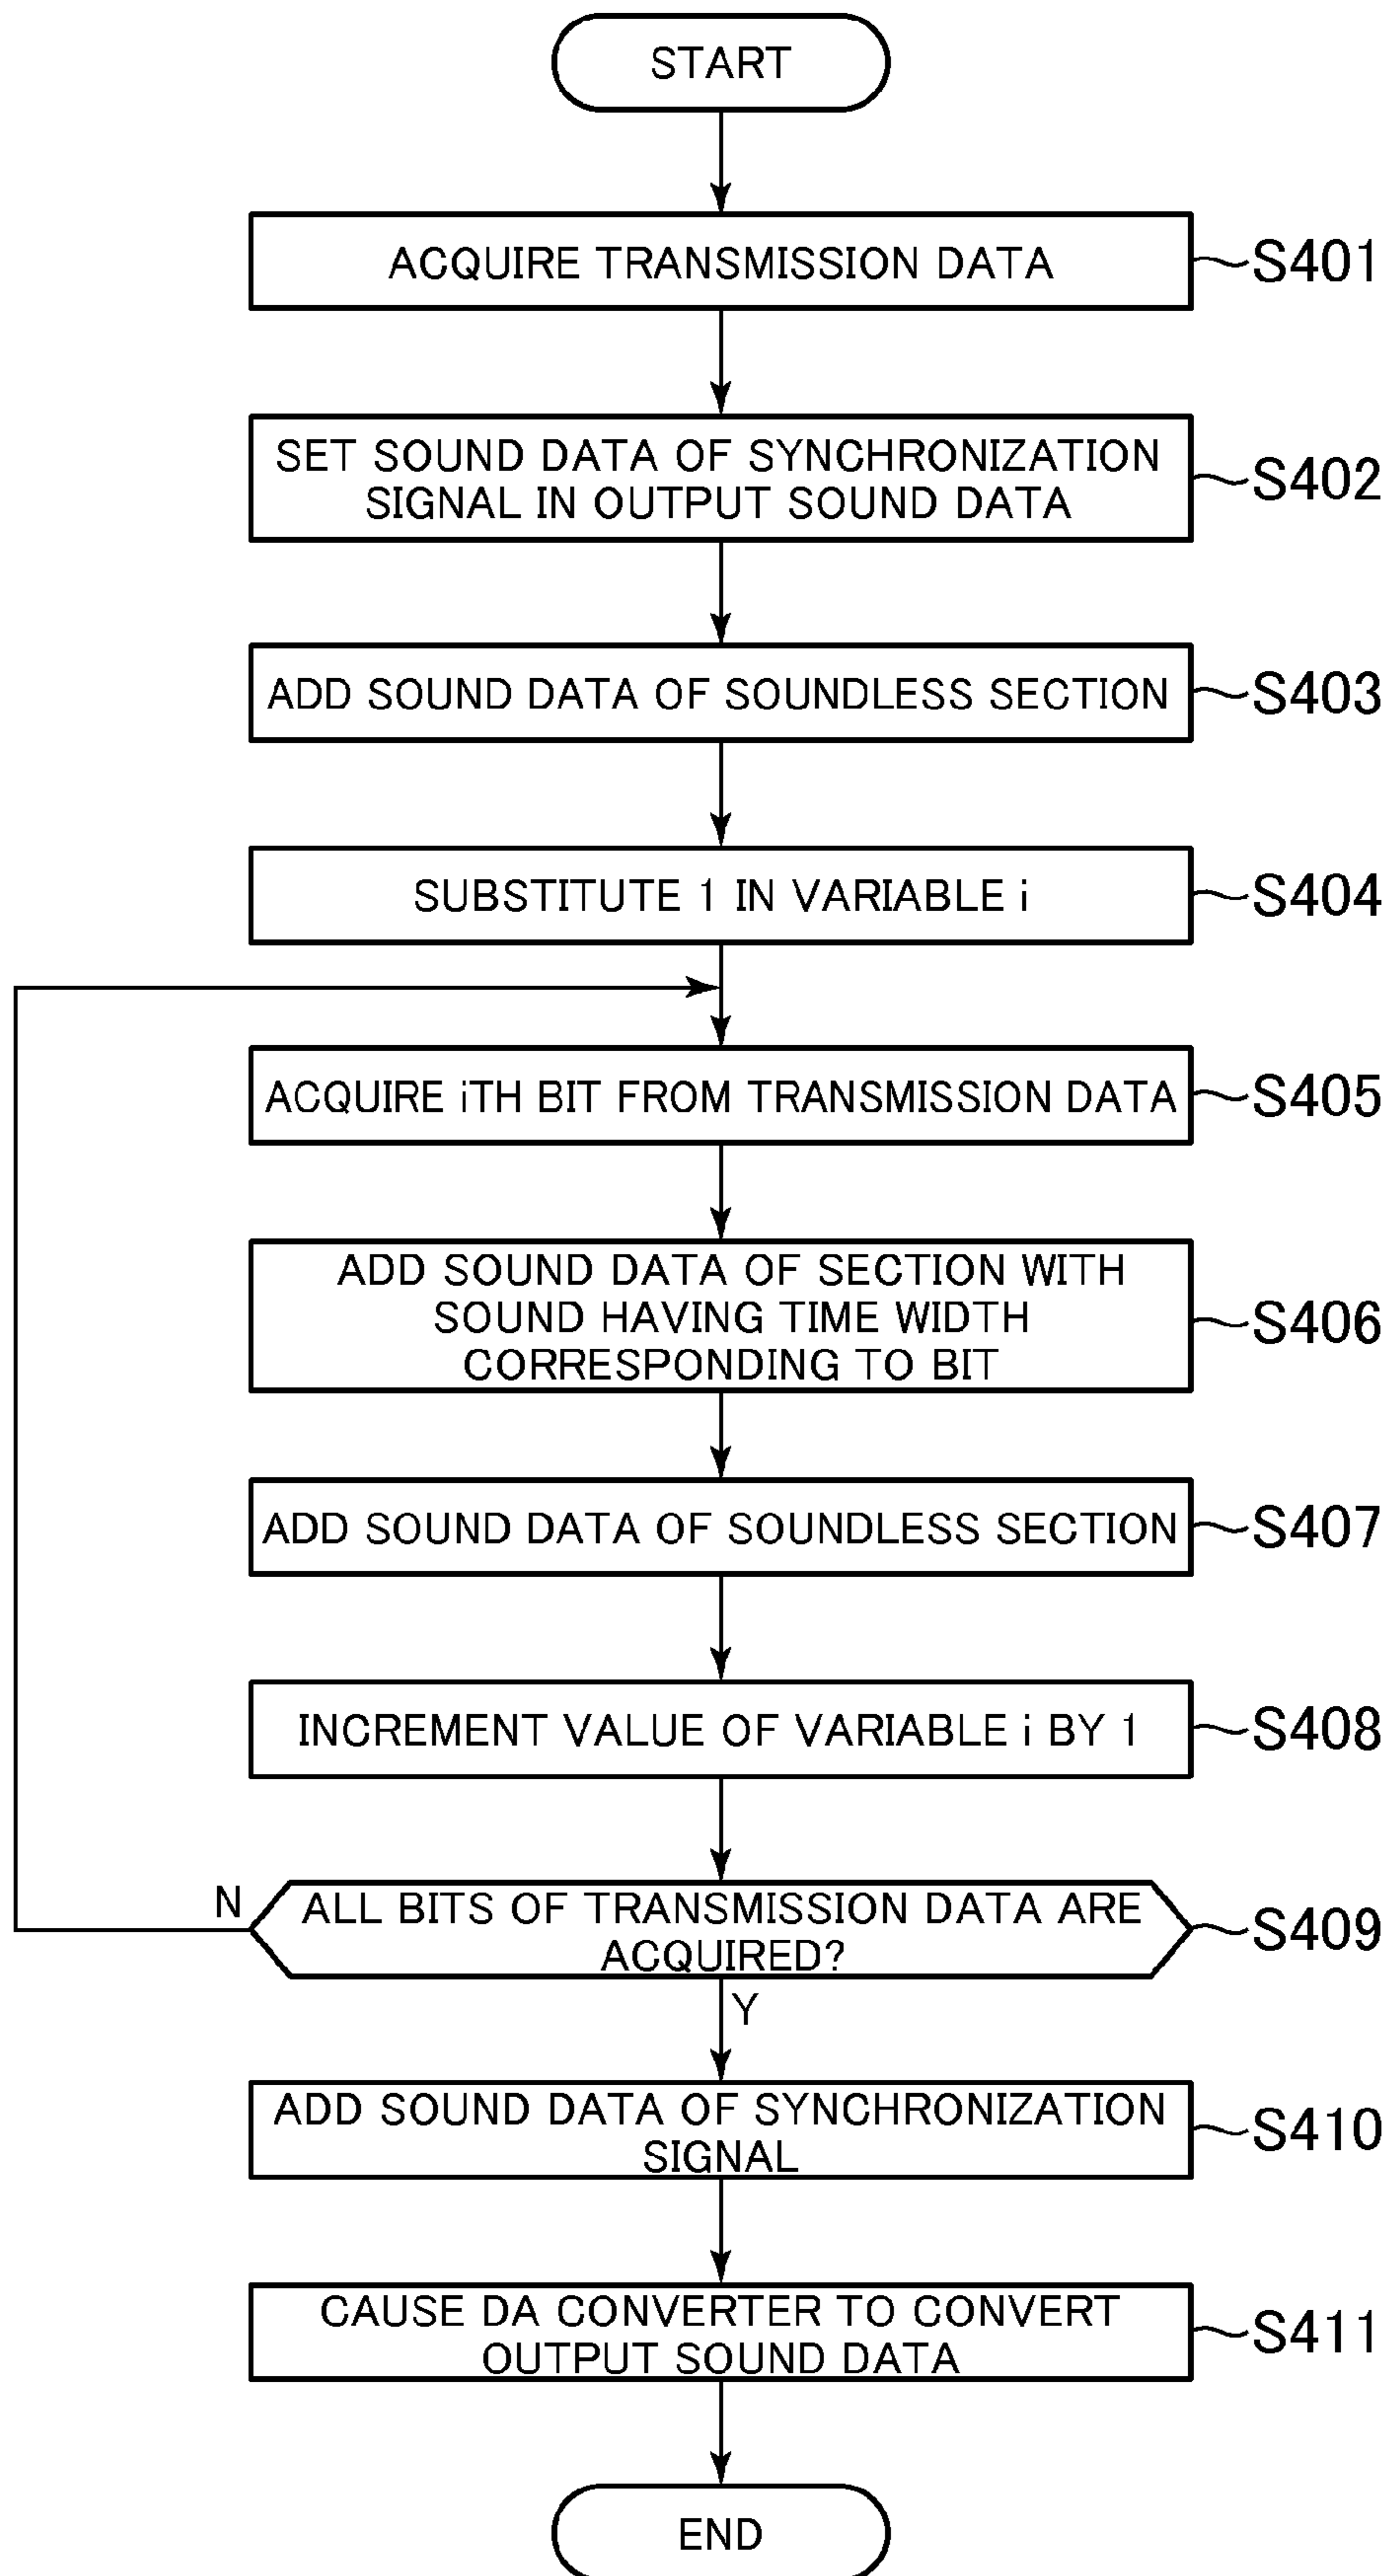 START
ACQUIRE TRANSMISSION DATA
S401
SET SOUND DATA OF SYNCHRONIZATION
SIGNAL IN OUTPUT SOUND DATA
S402
ADD SOUND DATA OF SOUNDLESS SECTION
S403
SUBSTITUTE 1 IN VARIABLE i
S404
ACQUIRE iTH BIT FROM TRANSMISSION DATA
S405
ADD SOUND DATA OF SECTION WITH
SOUND HAVING TIME WIDTH
CORRESPONDING TO BIT
S406
ADD SOUND DATA OF SOUNDLESS SECTION
S407
INCREMENT VALUE OF VARIABLE i BY 1
S408
N
ALL BITS OF TRANSMISSION DATA ARE
ACQUIRED?
S409
Y
ADD SOUND DATA OF SYNCHRONIZATION
SIGNAL
S410
CAUSE DA CONVERTER TO CONVERT
OUTPUT SOUND DATA
S411
END